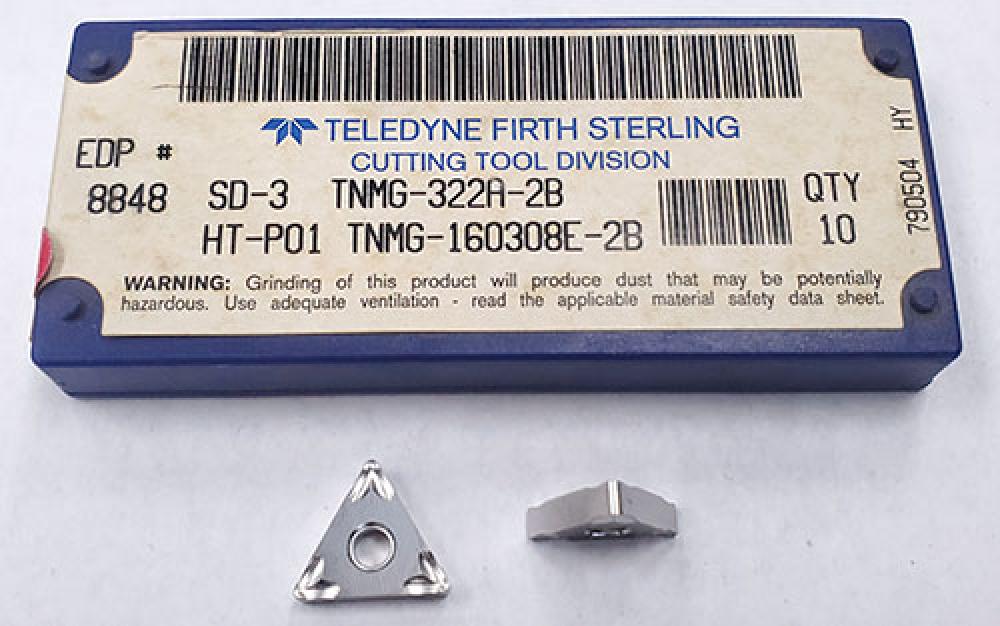 TELEDYNE FIRTH STERLING
CUTTING TOOL DIVISION
EDP #
8848 SD-3 TNMG-322A-2B
HT-P01 TNMG-160308E-2B
QTY
10
790504 HY
WARNING: Grinding of this product will produce dust that may be potentially
hazardous. Use adequate ventilation - read the applicable material safety data sheet.